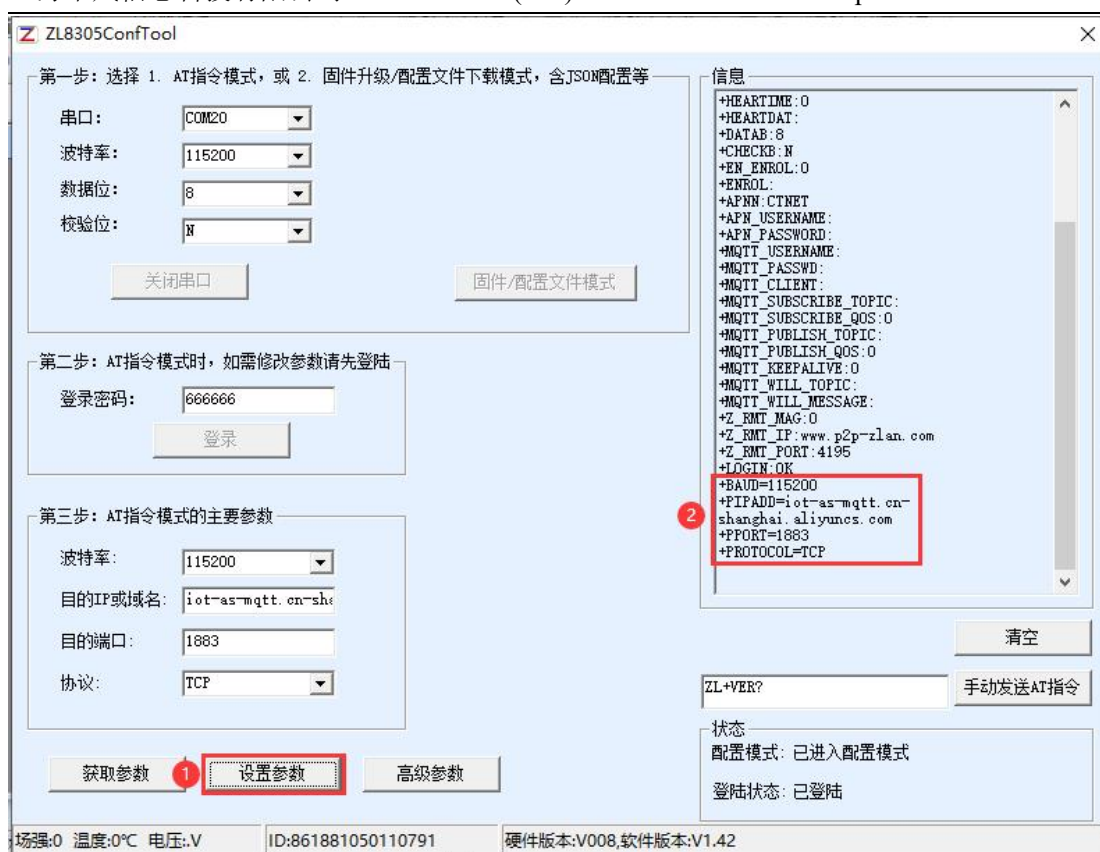 ZL8305ConfTool
第一步: 选择 1. AT指令模式, 或 2. 固件升级/配置文件下载模式, 含JSON配置等
串口:
COM20
波特率:
115200
数据位:
8
校验位:
N
关闭串口
固件/配置文件模式
第二步: AT指令模式时, 如需修改参数请先登陆
登录密码:
666666
登录
第三步: AT指令模式的主要参数
波特率:
115200
目的IP或域名:
iot-as-mqtt.cn-sha
目的端口:
1883
协议:
TCP
获取参数
1
设置参数
高级参数
信息
+HEARTIME:0
+HEARTDAT:
+DATAB:8
+CHECKB:N
+EN_ENROL:0
+ENROL:
+APNN:CTNET
+APN_USERNAME:
+APN_PASSWORD:
+MQTT_USERNAME:
+MQTT_PASSWD:
+MQTT_CLIENT:
+MQTT_SUBSCRIBE_TOPIC:
+MQTT_SUBSCRIBE_QOS:0
+MQTT_PUBLISH_TOPIC:
+MQTT_PUBLISH_QOS:0
+MQTT_KEEPALIVE:0
+MQTT_WILL_TOPIC:
+MQTT_WILL_MESSAGE:
+Z_RMT_MAG:0
+Z_RMT_IP:www.p2p-zlan.com
+Z_RMT_PORT:4195
+LOGIN:OK
+BAUD=115200
+PIPADD=iot-as-mqtt.cn-
shanghai.aliyuncs.com
+PPORT=1883
+PROTOCOL=TCP
2
清空
ZL+VER?
手动发送AT指令
状态
配置模式: 已进入配置模式
登陆状态: 已登陆
场强:0 温度:0℃ 电压:.V
ID:861881050110791
硬件版本:V008,软件版本:V1.42